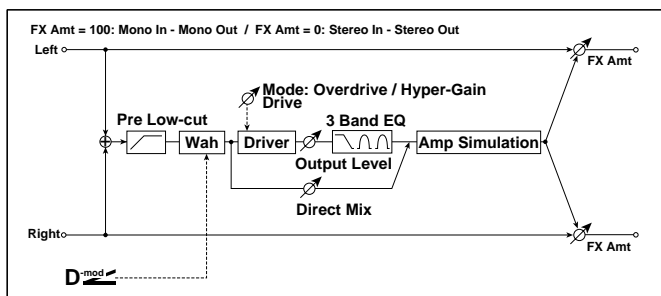 FX Amt = 100: Mono In - Mono Out / FX Amt = 0: Stereo In - Stereo Out
Left
FX Amt
Mode: Overdrive / Hyper-Gain
Drive
Pre Low-cut
3 Band EQ
Wah
Driver
Amp Simulation
Output Level
Direct Mix
Right
FX Amt
D-mod